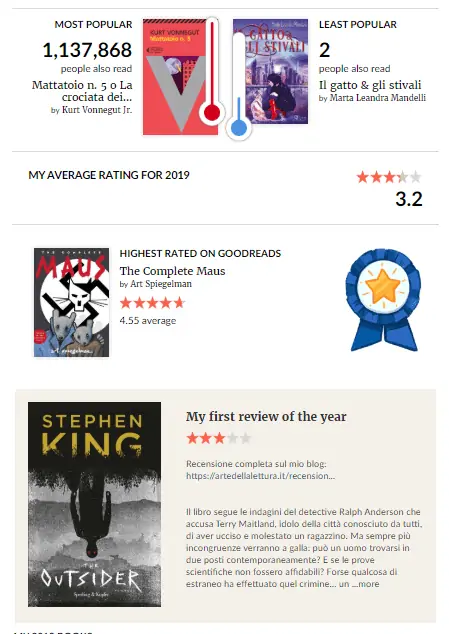 MOST POPULAR
1,137,868
people also read
Mattatoio n. 5 o La
crociata dei...
by Kurt Vonnegut Jr.
KURT VONNEGUT
Mattatoio n. 5
LEAST POPULAR
2
people also read
Il gatto & gli stivali
by Marta Leandra Mandelli
GATTO
GLI STIVALI
MY AVERAGE RATING FOR 2019
3.2
THE COMPLETE
MAUS
art spiegelman
HIGHEST RATED ON GOODREADS
The Complete Maus
by Art Spiegelman
4.55 average
STEPHEN
KING
THE
OUTSIDER
My first review of the year
Recensione completa sul mio blog:
https://artedellalettura.it/recension...
Il libro segue le indagini del detective Ralph Anderson che
accusa Terry Maitland, idolo della città conosciuto da tutti,
di aver ucciso e molestato un ragazzino. Ma sempre più
incongruenze verranno a galla: può un uomo trovarsi in
due posti contemporaneamente? E se le prove
scientifiche non fossero affidabili? Forse qualcosa di
estraneo ha effettuato quel crimine... un ...more